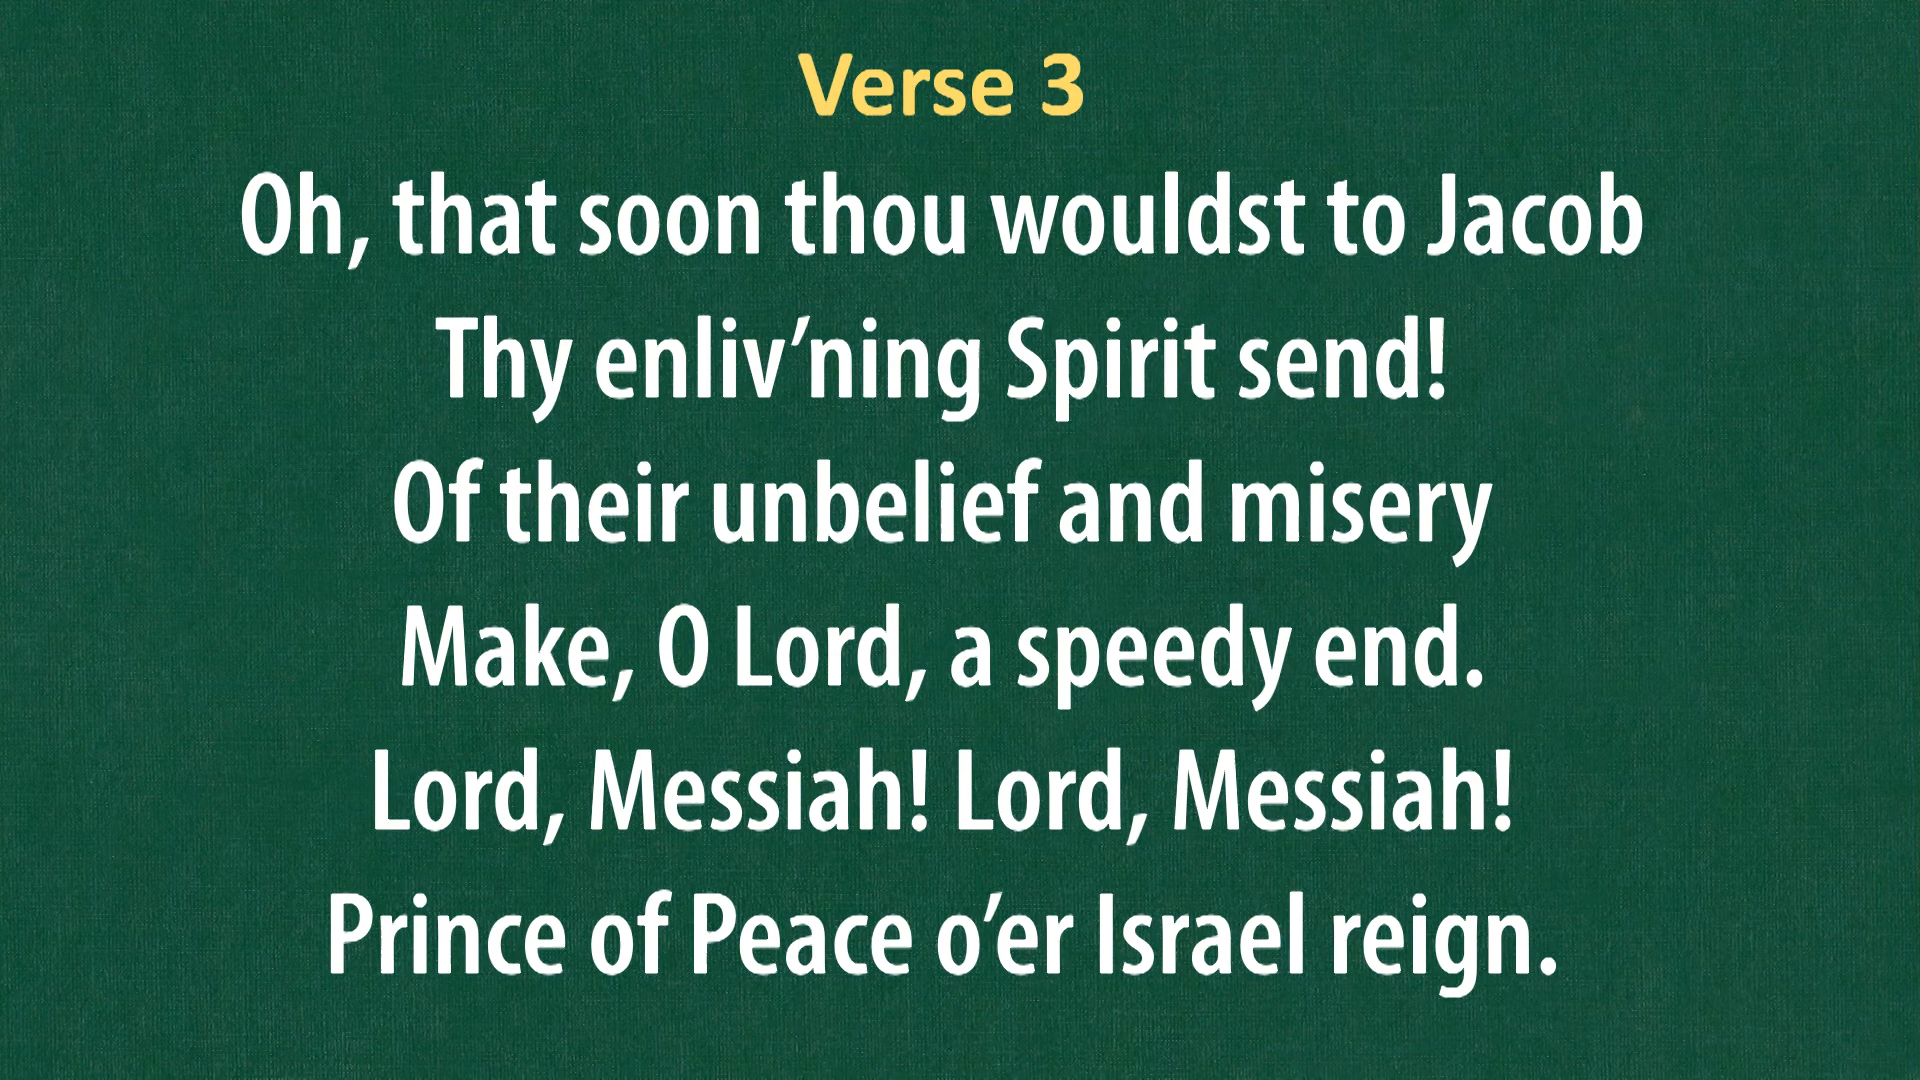 Verse 3
Oh, that soon thou wouldst to Jacob
Thy enliv’ning Spirit send!
Of their unbelief and misery
Make, O Lord, a speedy end.
Lord, Messiah! Lord, Messiah!
Prince of Peace o’er Israel reign.